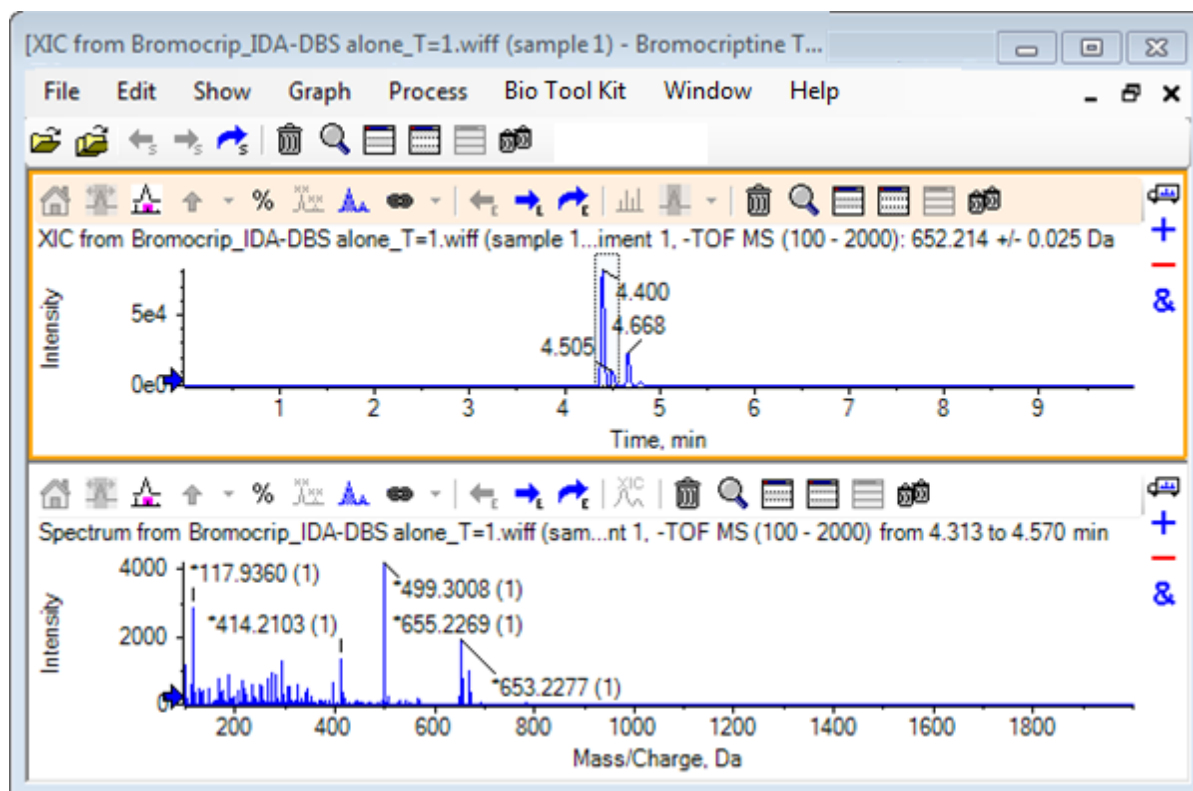 [XIC from Bromocrip_IDA-DBS alone_T=1.wiff (sample 1) - Bromocriptine T...
File Edit Show Graph Process Bio Tool Kit Window Help
S S S
% E E E
XIC from Bromocrip_IDA-DBS alone_T=1.wiff (sample 1...iment 1, -TOF MS (100 - 2000): 652.214 +/- 0.025 Da
Intensity
5e4
0e0
4.400
4.668
4.505
1 2 3 4 5 6 7 8 9
Time, min
% E E E XIC
Spectrum from Bromocrip_IDA-DBS alone_T=1.wiff (sam...nt 1, -TOF MS (100 - 2000) from 4.313 to 4.570 min
Intensity
4000
2000
0
*117.9360 (1)
*499.3008 (1)
*414.2103 (1)
*655.2269 (1)
*653.2277 (1)
200 400 600 800 1000 1200 1400 1600 1800
Mass/Charge, Da
&
&